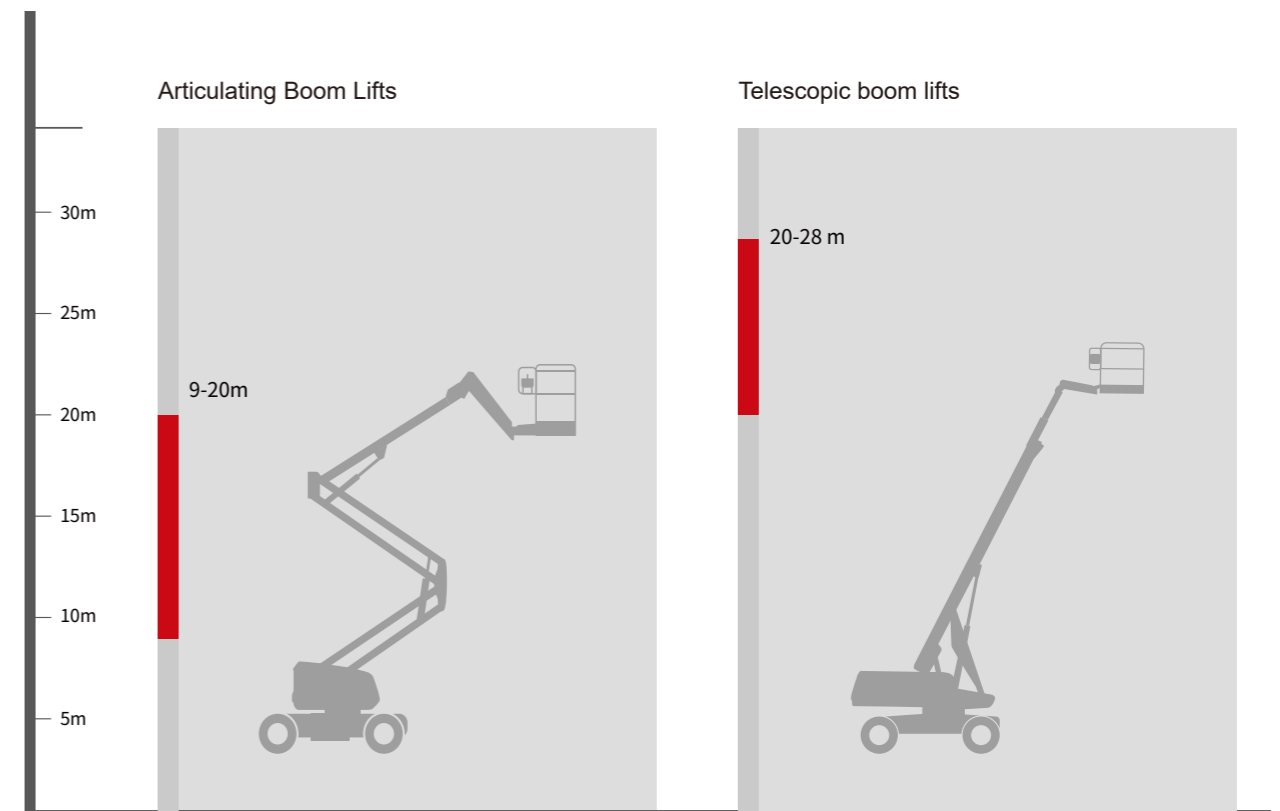 Articulating Boom Lifts
Telescopic boom lifts
30m
20-28 m
25m
9-20m
20m
15m
10m
5m